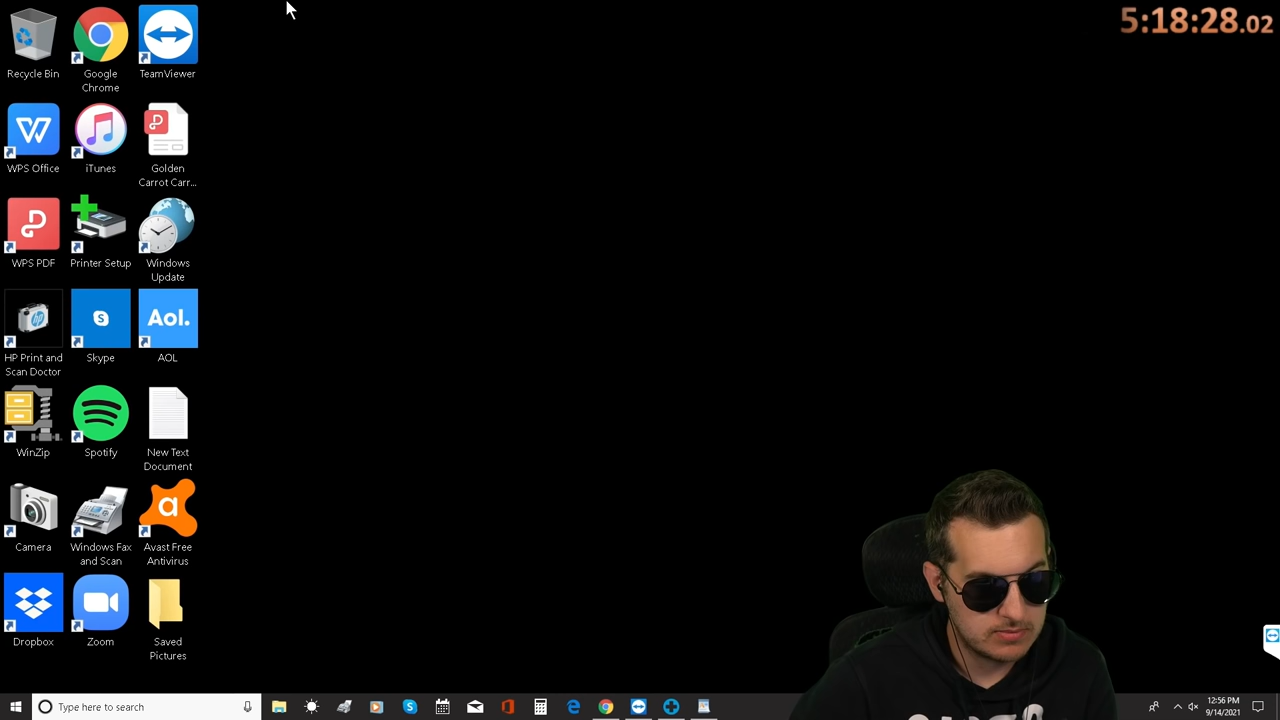 5:18:28.02
Recycle Bin
Google
Chrome
TeamViewer
WPS Office
iTunes
Golden
Carrot Carr...
WPS PDF
Printer Setup
Windows
Update
HP Print and
Scan Doctor
Skype
Aol.
AOL
WinZip
Spotify
New Text
Document
Camera
Windows Fax
and Scan
Avast Free
Antivirus
Dropbox
Zoom
Saved
Pictures
Type here to search
12:56 PM
9/14/2021